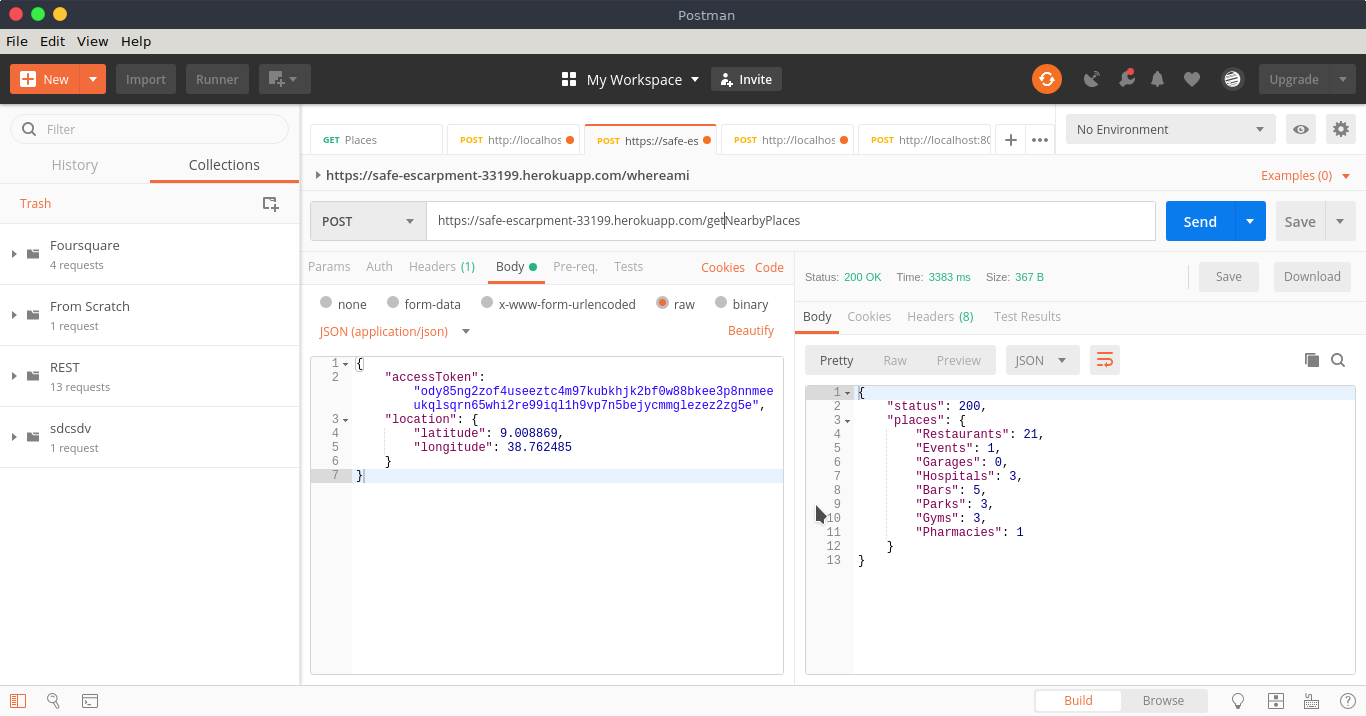 Postman
File Edit View Help
New Import Runner My Workspace Invite Upgrade
Filter
History Collections
Trash
Foursquare
4 requests
From Scratch
1 request
REST
13 requests
sdcsdv
1 request
GET Places POST http://localhos POST https://safe-es POST http://localhos POST http://localhost:80 No Environment
https://safe-escarpment-33199.herokuapp.com/whereami Examples (0)
POST https://safe-escarpment-33199.herokuapp.com/getNearbyPlaces Send Save
Params Auth Headers (1) Body Pre-req. Tests Cookies Code
none form-data x-www-form-urlencoded raw binary
JSON (application/json) Beautify
1 {
2 "accessToken":
"ody85ng2zof4useeztc4m97kubkhjk2bf0w88bkee3p8nnmee
ukqlsqrn65whi2re99iql1h9vp7n5bejycmmglezez2zg5e",
3 "location": {
4 "latitude": 9.008869,
5 "longitude": 38.762485
6 }
7 }
Status: 200 OK Time: 3383 ms Size: 367 B Save Download
Body Cookies Headers (8) Test Results
Pretty Raw Preview JSON
1 {
2 "status": 200,
3 "places": {
4 "Restaurants": 21,
5 "Events": 1,
6 "Garages": 0,
7 "Hospitals": 3,
8 "Bars": 5,
9 "Parks": 3,
10 "Gyms": 3,
11 "Pharmacies": 1
12 }
13 }
Build Browse